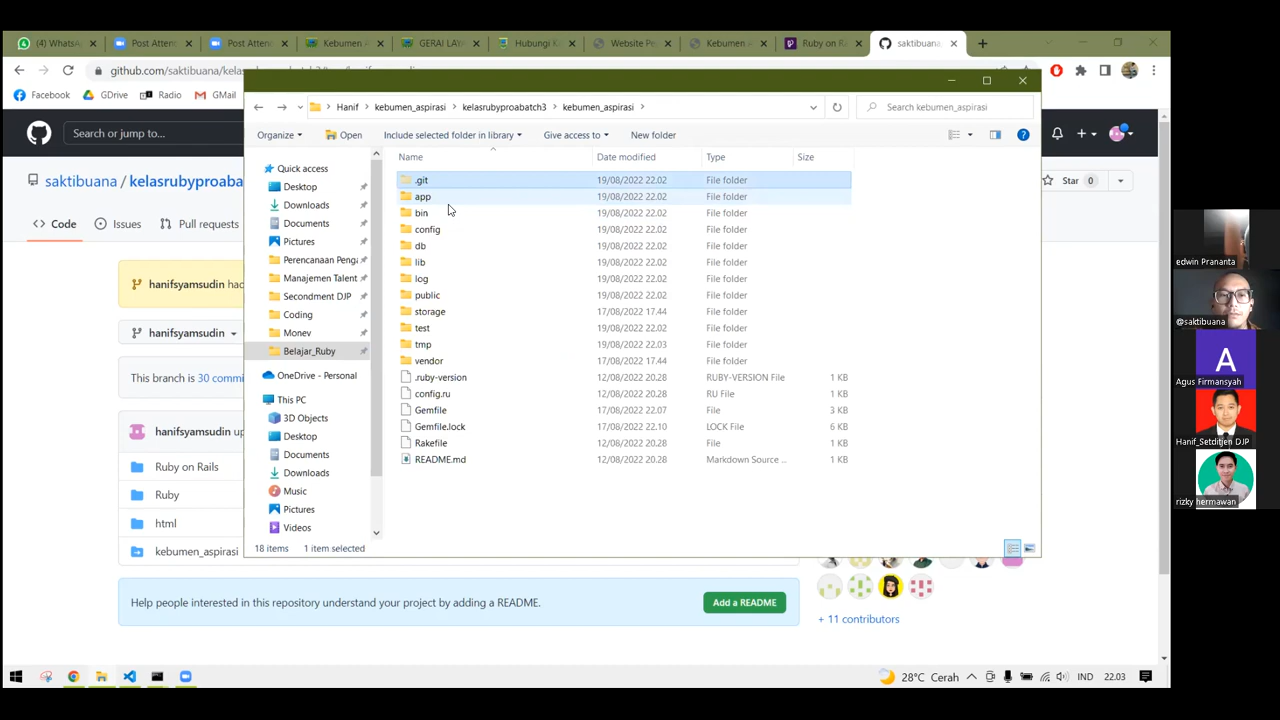 (4) WhatsA
Post Atten
Post Atten
Kebumen A
GERAI LAYA
Hubungi Ka
Website Pe
Kebumen A
Ruby on Ra
saktibuana
github.com/saktibuana/kela
Facebook
GDrive
Radio
GMail
Search or jump to...
saktibuana / kelasrubyproaba
Star 0
Code
Issues
Pull requests
hanifsyamsudin had
hanifsyamsudin
This branch is 30 commi
hanifsyamsudin up
Ruby on Rails
Ruby
html
kebumen_aspirasi
Help people interested in this repository understand your project by adding a README.
Add a README
+ 11 contributors
Hanif
kebumen_aspirasi
kelasrubyproabatch3
kebumen_aspirasi
Search kebumen_aspirasi
Organize
Open
Include selected folder in library
Give access to
New folder
Quick access
Desktop
Downloads
Documents
Pictures
Perencanaan Penga
Manajemen Talent
Secondment DJP
Coding
Monev
Belajar_Ruby
OneDrive - Personal
This PC
3D Objects
Desktop
Documents
Downloads
Music
Pictures
Videos
Name Date modified Type Size
.git 19/08/2022 22.02 File folder
app 19/08/2022 22.02 File folder
bin 19/08/2022 22.02 File folder
config 19/08/2022 22.02 File folder
db 19/08/2022 22.02 File folder
lib 19/08/2022 22.02 File folder
log 19/08/2022 22.02 File folder
public 19/08/2022 22.02 File folder
storage 17/08/2022 17.44 File folder
test 19/08/2022 22.02 File folder
tmp 19/08/2022 22.03 File folder
vendor 17/08/2022 17.44 File folder
.ruby-version 12/08/2022 20.28 RUBY-VERSION File 1 KB
config.ru 12/08/2022 20.28 RU File 1 KB
Gemfile 17/08/2022 22.07 File 3 KB
Gemfile.lock 17/08/2022 22.10 LOCK File 6 KB
Rakefile 12/08/2022 20.28 File 1 KB
README.md 12/08/2022 20.28 Markdown Source ... 1 KB
18 items
1 item selected
edwin Prananta
@saktibuana
A
Agus Firmansyah
Hanif_Setditjen DJP
rizky hermawan
28°C Cerah
IND
22.03